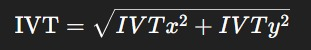 IVT = √(IVTx² + IVTy²)